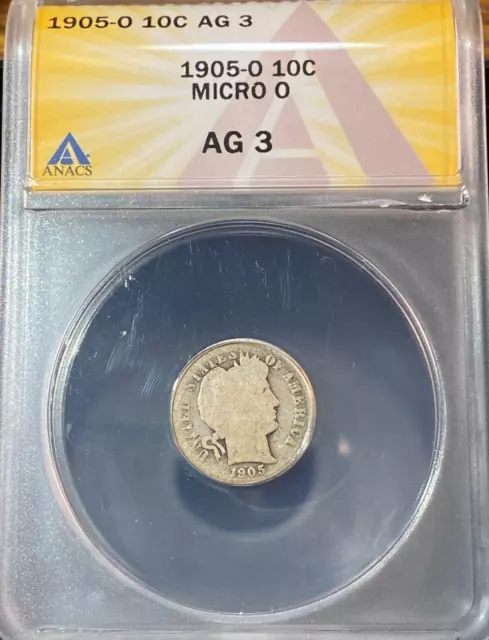 1905-O 10C AG 3
1905-O 10C
MICRO O
AG 3
ANACS
UNITED STATES OF AMERICA
1905